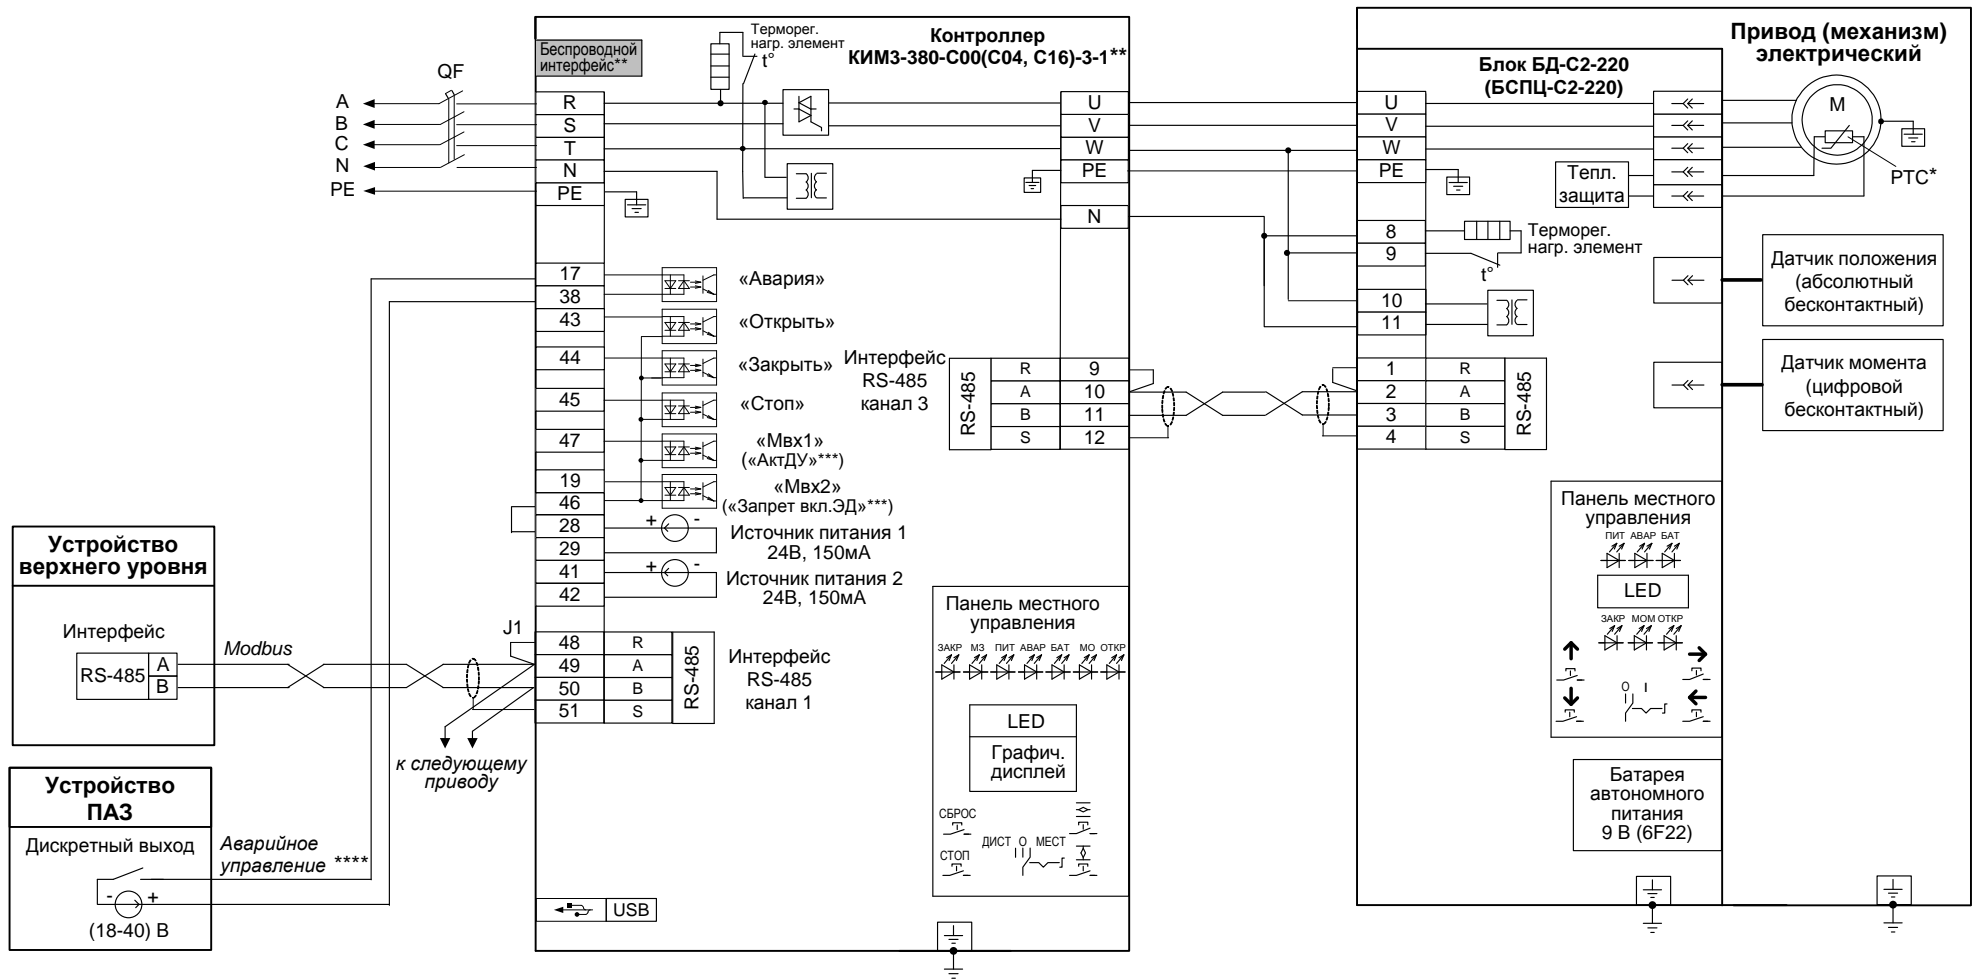 QF
A
B
C
N
PE
Беспроводной
интерфейс**
Терморег.
нагр. элемент
t°
Контроллер
КИМ3-380-С00(С04, С16)-3-1**
R
S
T
N
PE
U
V
W
PE
N
17
38
43
44
45
47
19
46
28
29
41
42
«Авария»
«Открыть»
«Закрыть»
«Стоп»
«Мвх1»
(«АктДУ»***)
«Мвх2»
(«Запрет вкл.ЭД»***)
+ -
Источник питания 1
24В, 150мА
+ -
Источник питания 2
24В, 150мА
J1
48 R
49 A
50 B
51 S
RS-485
Интерфейс
RS-485
канал 1
Интерфейс
RS-485
канал 3
RS-485
R 9
A 10
B 11
S 12
Панель местного
управления
ЗАКР МЗ ПИТ АВАР БАТ МО ОТКР
LED
Графич.
дисплей
СБРОС
СТОП
ДИСТ О МЕСТ
USB
Устройство
верхнего уровня
Интерфейс
RS-485
A
B
Modbus
к следующему
приводу
Устройство
ПАЗ
Дискретный выход
- +
(18-40) В
Аварийное
управление ****
Привод (механизм)
электрический
Блок БД-С2-220
(БСПЦ-С2-220)
U
V
W
PE
8
9
10
11
Тепл.
защита
M
PTC*
Терморег.
нагр. элемент
t°
1 R
2 A
3 B
4 S
RS-485
Датчик положения
(абсолютный
бесконтактный)
Датчик момента
(цифровой
бесконтактный)
Панель местного
управления
ПИТ АВАР БАТ
LED
ЗАКР МОМ ОТКР
О I
Батарея
автономного
питания
9 В (6F22)